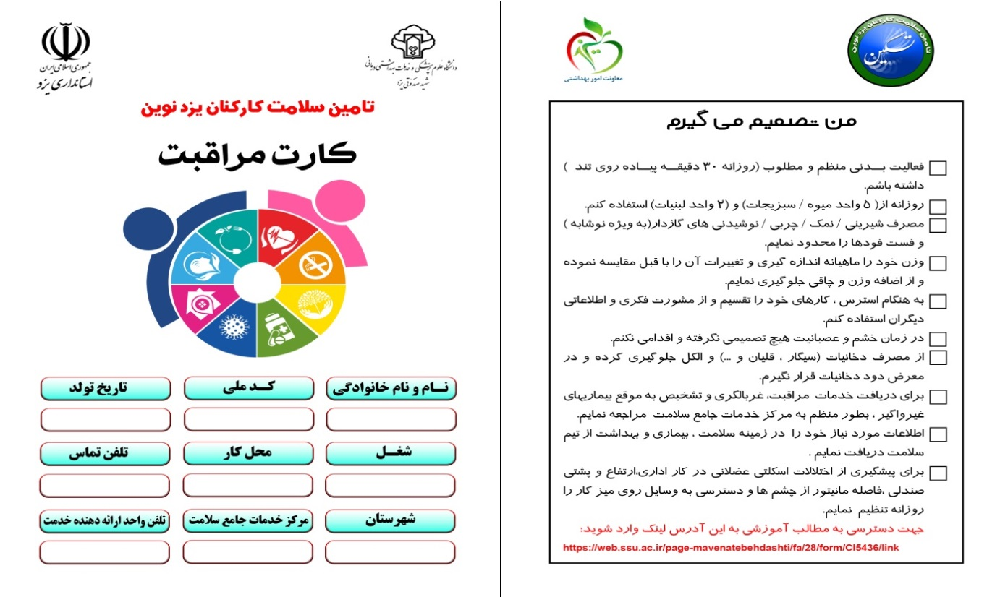 جمهوری اسلامی ایران
استانداری یزد
دانشگاه علوم پزشکی و خدمات بهداشتی درمانی
شهید صدوقی یزد
تامین سلامت کارکنان یزد نوین
کارت مراقبت
نــام و نام خانوادگی
کــد ملی
تاریخ تولد
شغــل
محل کار
تلفن تماس
شهرستان
مرکز خدمات جامع سلامت
تلفن واحد ارائه دهنده خدمت
تامین سلامت کارکنان یزد نوین
تسکین
معاونت امور بهداشتی
من تصمیم می گیرم
فعالیت بــدنی منظم و مطلوب (روزانه ۳۰ دقیقــه پیــاده روی تند )
داشته باشم.
روزانه از( ۵ واحد میوه / سبزیجات) و (۲ واحد لبنیات) استفاده کنم.
مصرف شیرینی / نمک / چربی / نوشیدنی های گازدار(به ویژه نوشابه )
و فست فودها را محدود نمایم.
وزن خود را ماهیانه اندازه گیری و تغییرات آن را با قبل مقایسه نموده
و از اضافه وزن و چاقی جلوگیری نمایم.
به هنگام استرس ، کارهای خود را تقسیم و از مشورت فکری و اطلاعاتی
دیگران استفاده کنم.
در زمان خشم و عصبانیت هیچ تصمیمی نگرفته و اقدامی نکنم.
از مصرف دخانیات (سیگار ، قلیان و ...) و الکل جلوگیری کرده و در
معرض دود دخانیات قرار نگیرم.
برای دریافت خدمات مراقبت، غربالگری و تشخیص به موقع بیماریهای
غیرواگیر ، بطور منظم به مرکز خدمات جامع سلامت مراجعه نمایم.
اطلاعات مورد نیاز خود را در زمینه سلامت ، بیماری و بهداشت از تیم
سلامت دریافت نمایم .
برای پیشگیری از اختلالات اسکلتی عضلانی در کار اداری،ارتفاع و پشتی
صندلی ،فاصله مانیتور از چشم ها و دسترسی به وسایل روی میز کار را
روزانه تنظیم نمایم.
جهت دسترسی به مطالب آموزشی به این آدرس لینک وارد شوید:
https://web.ssu.ac.ir/page-mavenatebehdashti/fa/28/form/Cl5436/link